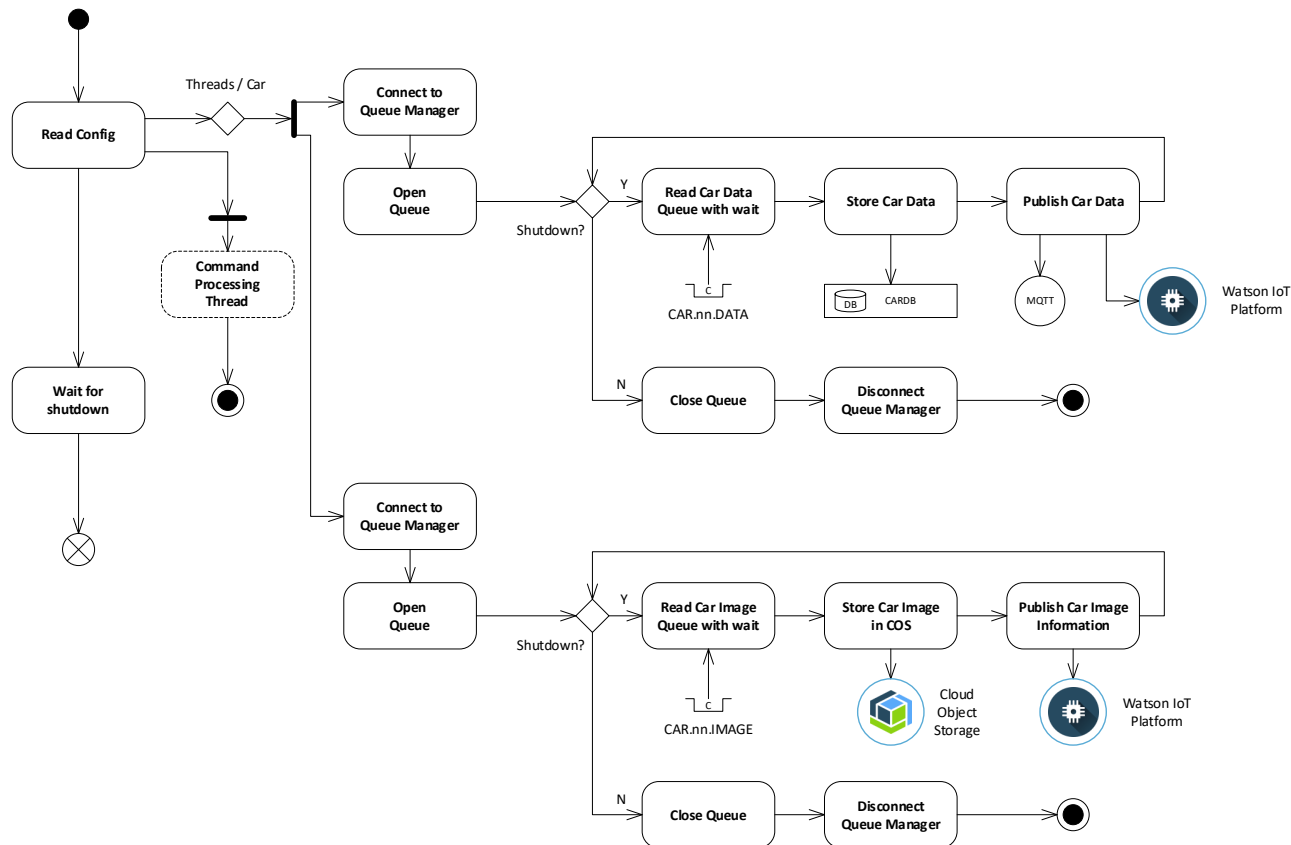 Threads / Car
Read Config
Connect to
Queue Manager
Open
Queue
Command
Processing
Thread
Wait for
shutdown
Shutdown?
Y
Read Car Data
Queue with wait
Store Car Data
Publish Car Data
C
CAR.nn.DATA
DB
CARDB
MQTT
Watson IoT
Platform
N
Close Queue
Disconnect
Queue Manager
Connect to
Queue Manager
Open
Queue
Shutdown?
Y
Read Car Image
Queue with wait
Store Car Image
in COS
Publish Car Image
Information
C
CAR.nn.IMAGE
Cloud
Object
Storage
Watson IoT
Platform
N
Close Queue
Disconnect
Queue Manager